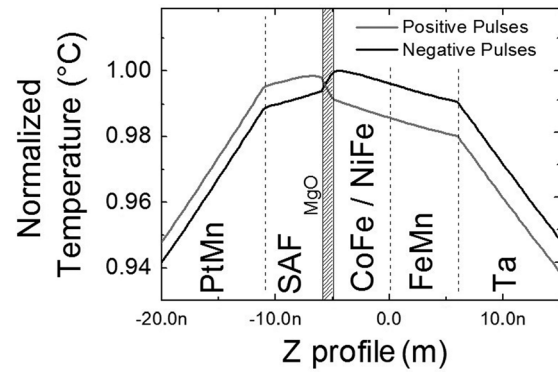 Positive Pulses
Negative Pulses
Normalized
Temperature (°C)
1.00
0.98
0.96
0.94
PtMn
SAF
MgO
CoFe / NiFe
FeMn
Ta
-20.0n
-10.0n
0.0
10.0n
Z profile (m)